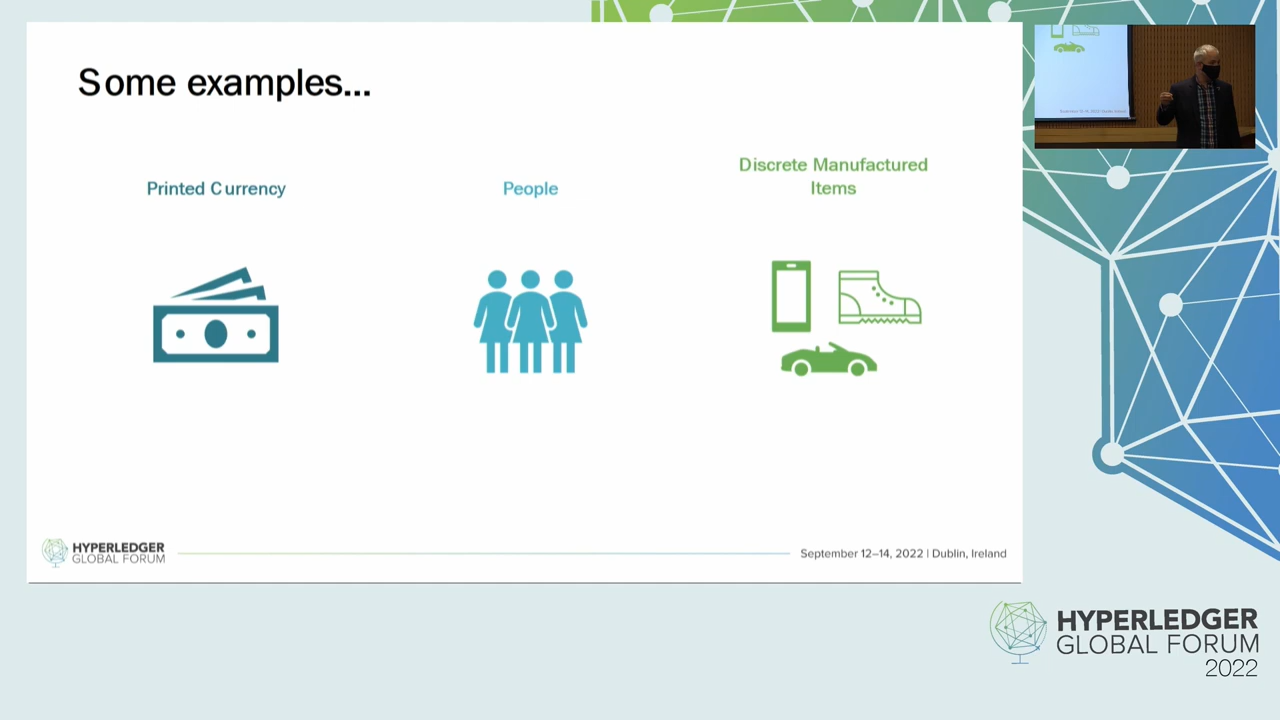 Some examples...
Printed Currency
People
Discrete Manufactured
Items
HYPERLEDGER
GLOBAL FORUM
September 12–14, 2022 | Dublin, Ireland
HYPERLEDGER
GLOBAL FORUM
2022